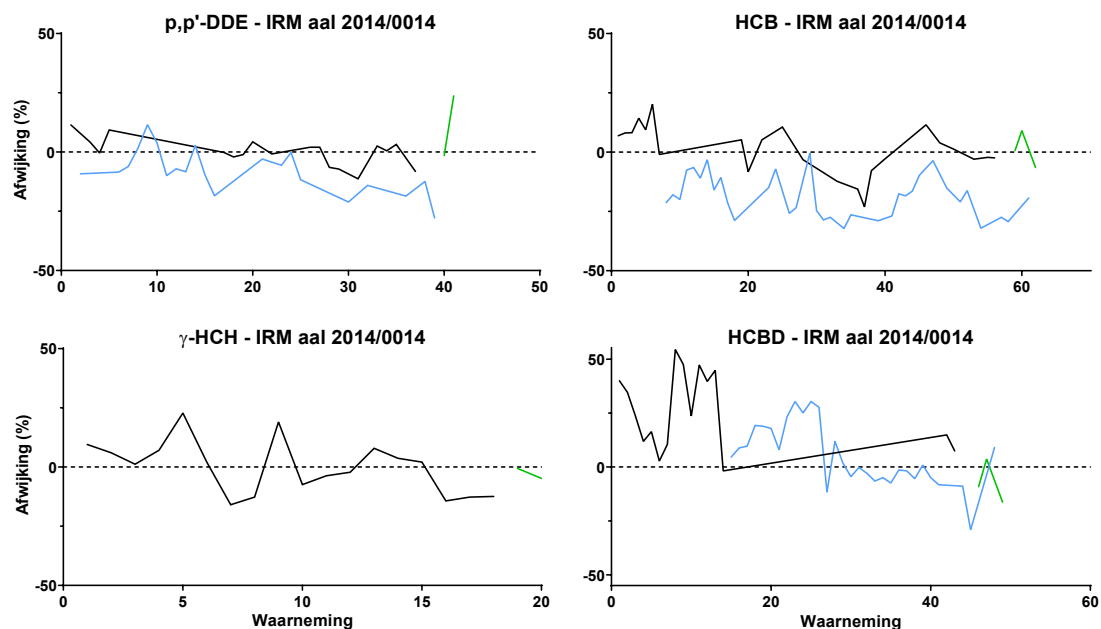 p,p'-DDE - IRM aal 2014/0014
Afwijking (%)
50
0
-50
0 10 20 30 40 50
HCB - IRM aal 2014/0014
50
0
-50
0 20 40 60
γ-HCH - IRM aal 2014/0014
Afwijking (%)
50
0
-50
0 5 10 15 20
Waarneming
HCBD - IRM aal 2014/0014
50
0
-50
0 20 40 60
Waarneming